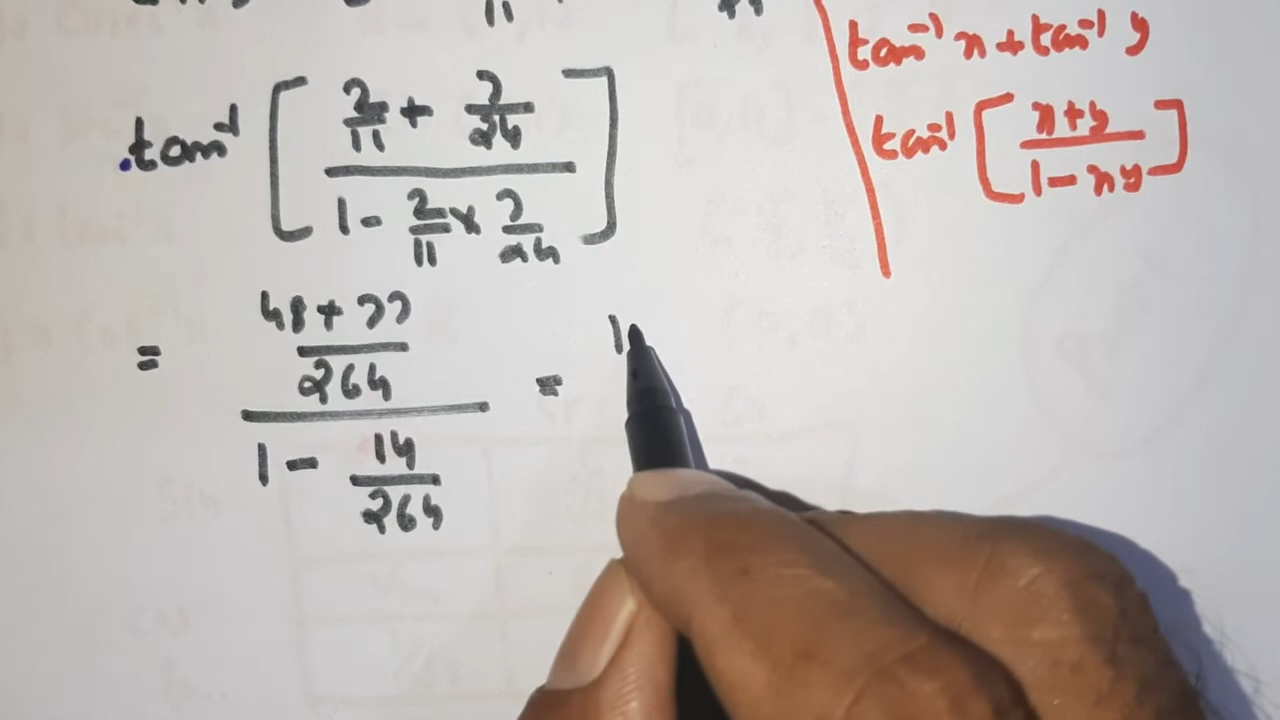 11
tan⁻¹ x + tan⁻¹ y
tan⁻¹ [ (x+y)/(1-xy) ]
tan⁻¹ [ (2/11 + 7/24)/(1 - 2/11 x 7/24) ]
= ((48+77)/264)/(1 - 14/264) = 1